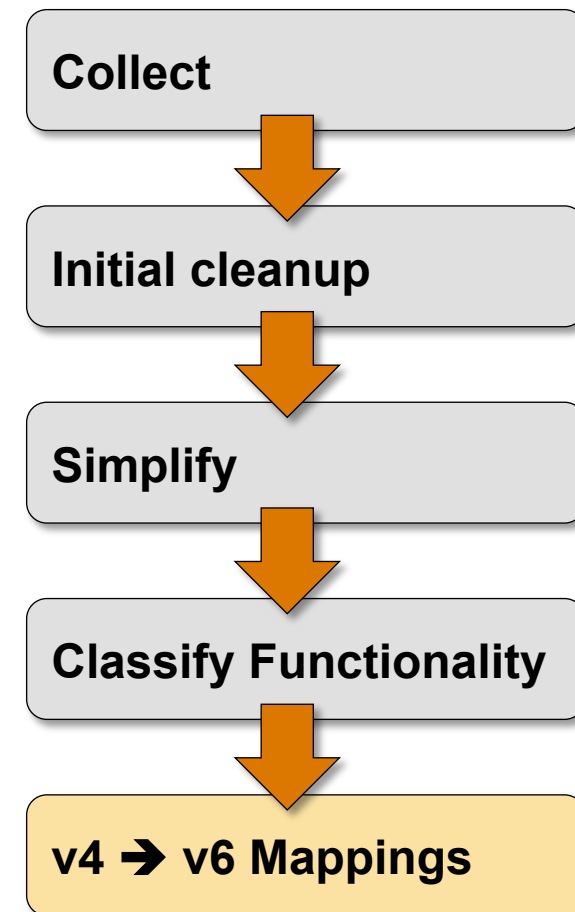 Collect
Initial cleanup
Simplify
Classify Functionality
v4 ➔ v6 Mappings